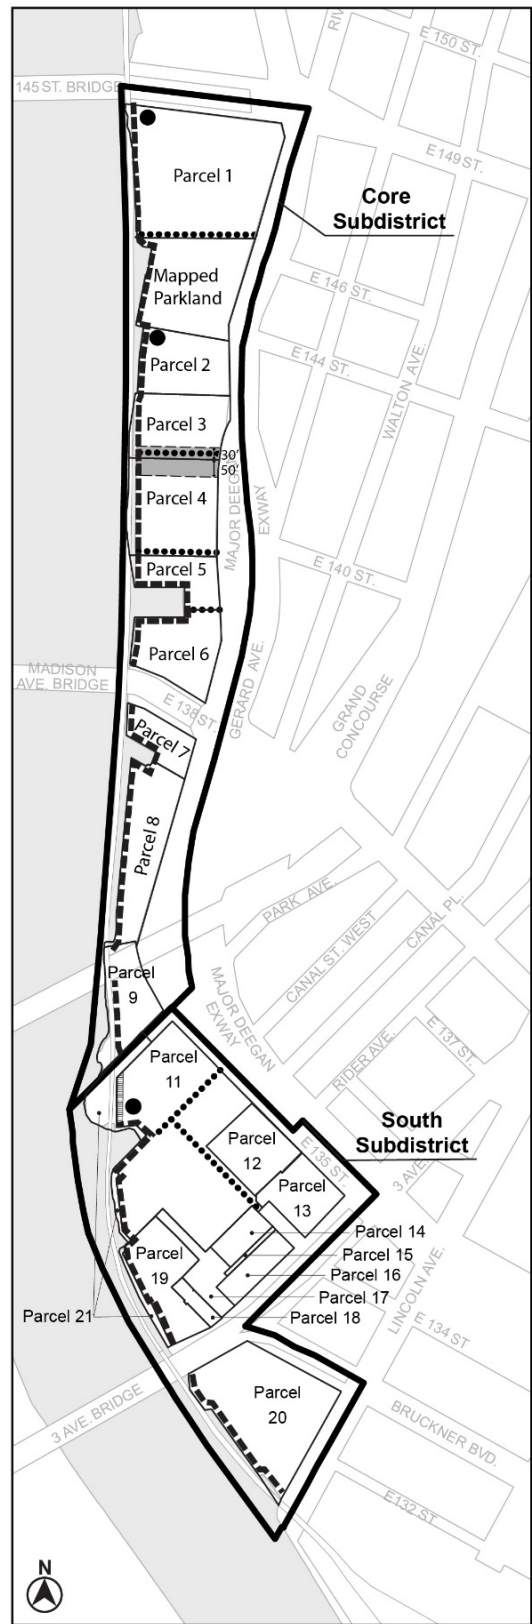 RIV
E 150 ST.
145 ST. BRIDGE
E 149 ST.
Parcel 1
Core
Subdistrict
Mapped
Parkland
E 146 ST.
E 144 ST.
WALTON AVE.
Parcel 2
Parcel 3
30'
50'
MAJOR DEEGAN
EXWAY
Parcel 4
Parcel 5
E 140 ST.
Parcel 6
MADISON
AVE. BRIDGE
E 138 ST.
GERARD AVE.
GRAND
CONCOURSE
Parcel 7
Parcel 8
PARK AVE.
CANAL ST. WEST
CANAL PL.
Parcel
9
MAJOR DEEGAN
EXWAY
RIDER AVE.
E 137 ST.
Parcel
11
South
Subdistrict
E 135 ST.
3 AVE.
Parcel
12
Parcel
13
Parcel 14
Parcel 15
Parcel 16
Parcel 17
Parcel 18
Parcel
19
Parcel 21
LINCOLN AVE.
E 134 ST
3 AVE. BRIDGE
Parcel
20
BRUCKNER BVD.
E 132 ST
N